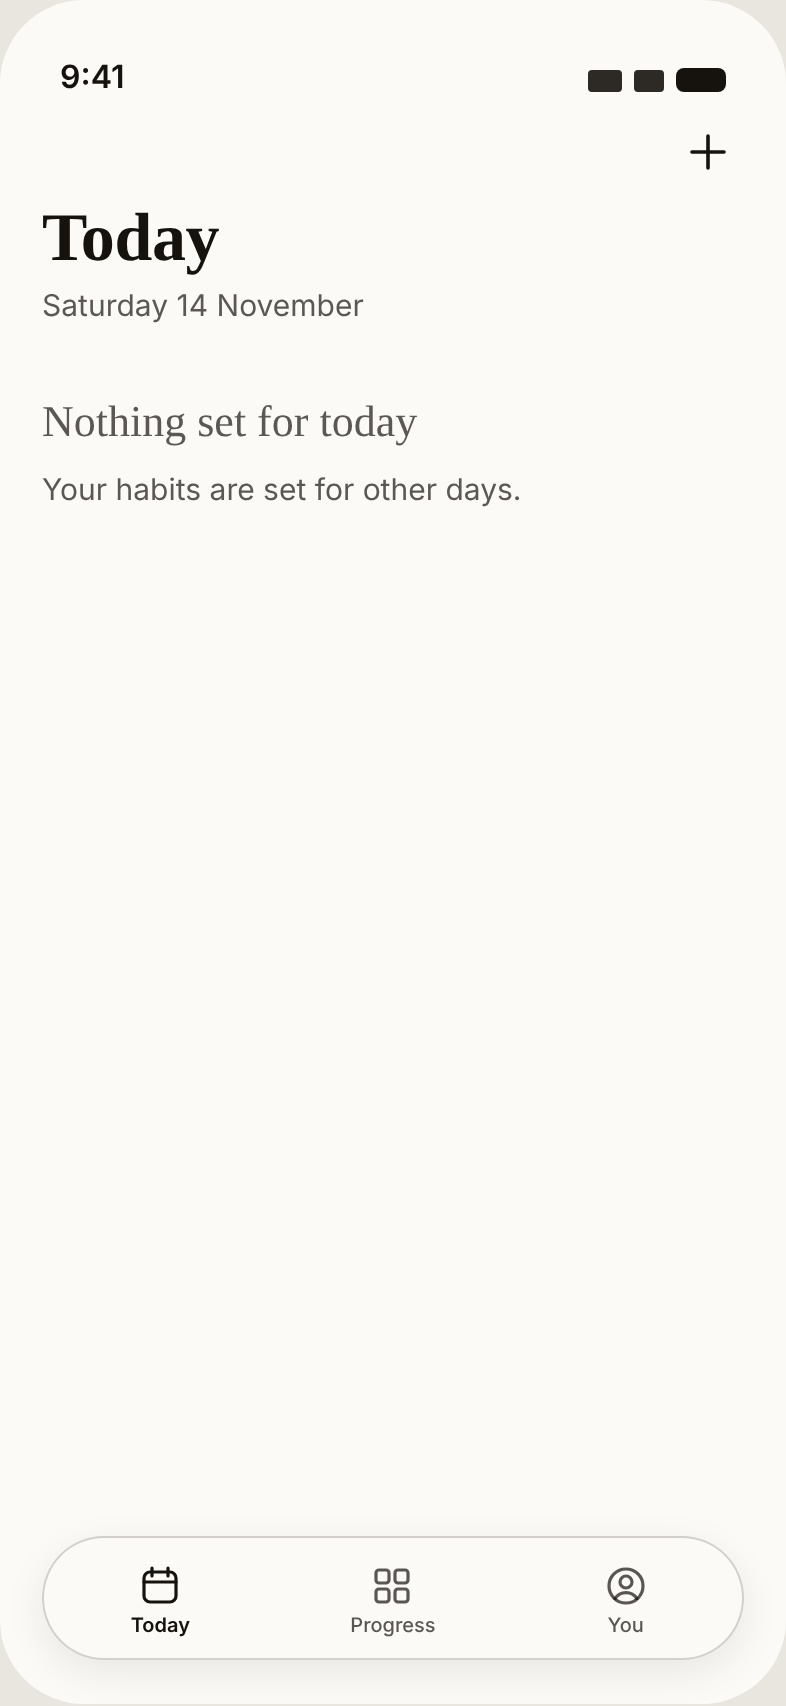 9:41
Today
Saturday 14 November
Nothing set for today
Your habits are set for other days.
Today
Progress
You